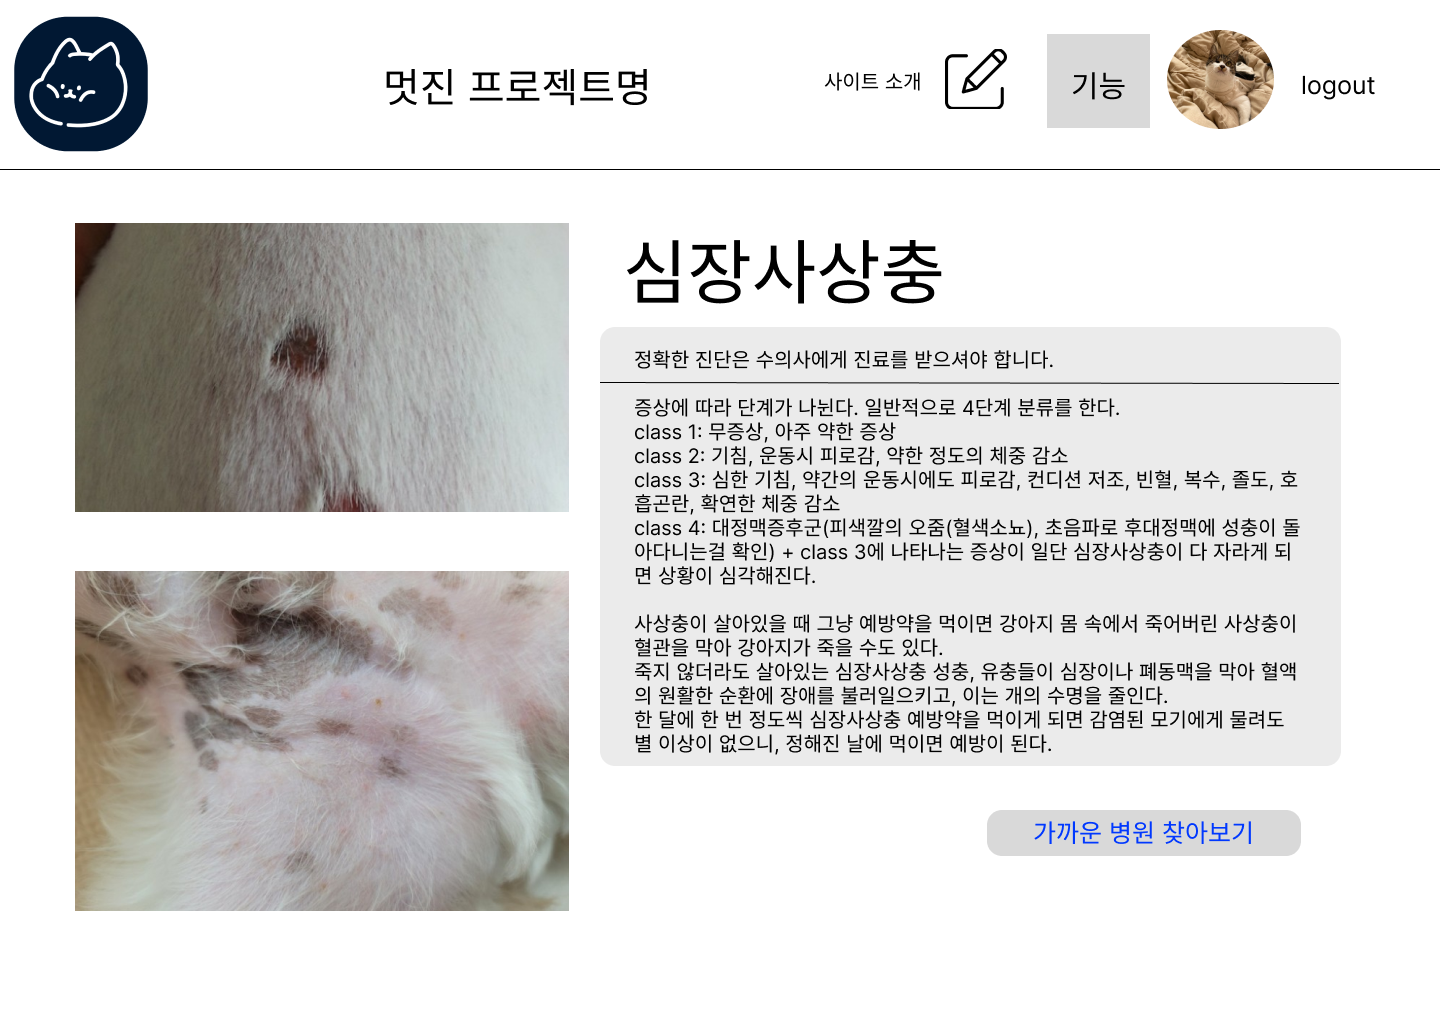 멋진 프로젝트명
사이트 소개
기능
logout
심장사상충
정확한 진단은 수의사에게 진료를 받으셔야 합니다.
증상에 따라 단계가 나뉜다. 일반적으로 4단계 분류를 한다.
class 1: 무증상, 아주 약한 증상
class 2: 기침, 운동시 피로감, 약한 정도의 체중 감소
class 3: 심한 기침, 약간의 운동시에도 피로감, 컨디션 저조, 빈혈, 복수, 졸도, 호
흡곤란, 확연한 체중 감소
class 4: 대정맥증후군(피색깔의 오줌(혈색소뇨), 초음파로 후대정맥에 성충이 돌
아다니는걸 확인) + class 3에 나타나는 증상이 일단 심장사상충이 다 자라게 되
면 상황이 심각해진다.
사상충이 살아있을 때 그냥 예방약을 먹이면 강아지 몸 속에서 죽어버린 사상충이
혈관을 막아 강아지가 죽을 수도 있다.
죽지 않더라도 살아있는 심장사상충 성충, 유충들이 심장이나 폐동맥을 막아 혈액
의 원활한 순환에 장애를 불러일으키고, 이는 개의 수명을 줄인다.
한 달에 한 번 정도씩 심장사상충 예방약을 먹이게 되면 감염된 모기에게 물려도
별 이상이 없으니, 정해진 날에 먹이면 예방이 된다.
가까운 병원 찾아보기